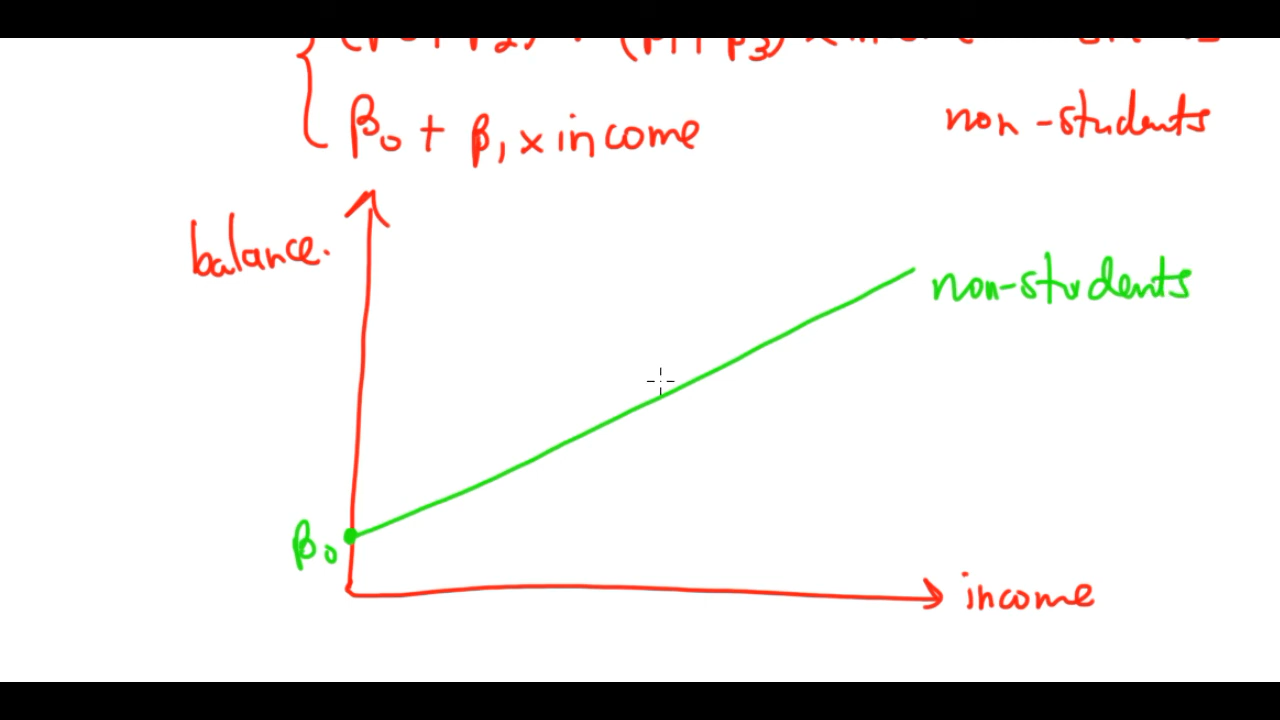 β₀ + β₁ × income non-students
balance.
non-students
β₀
income